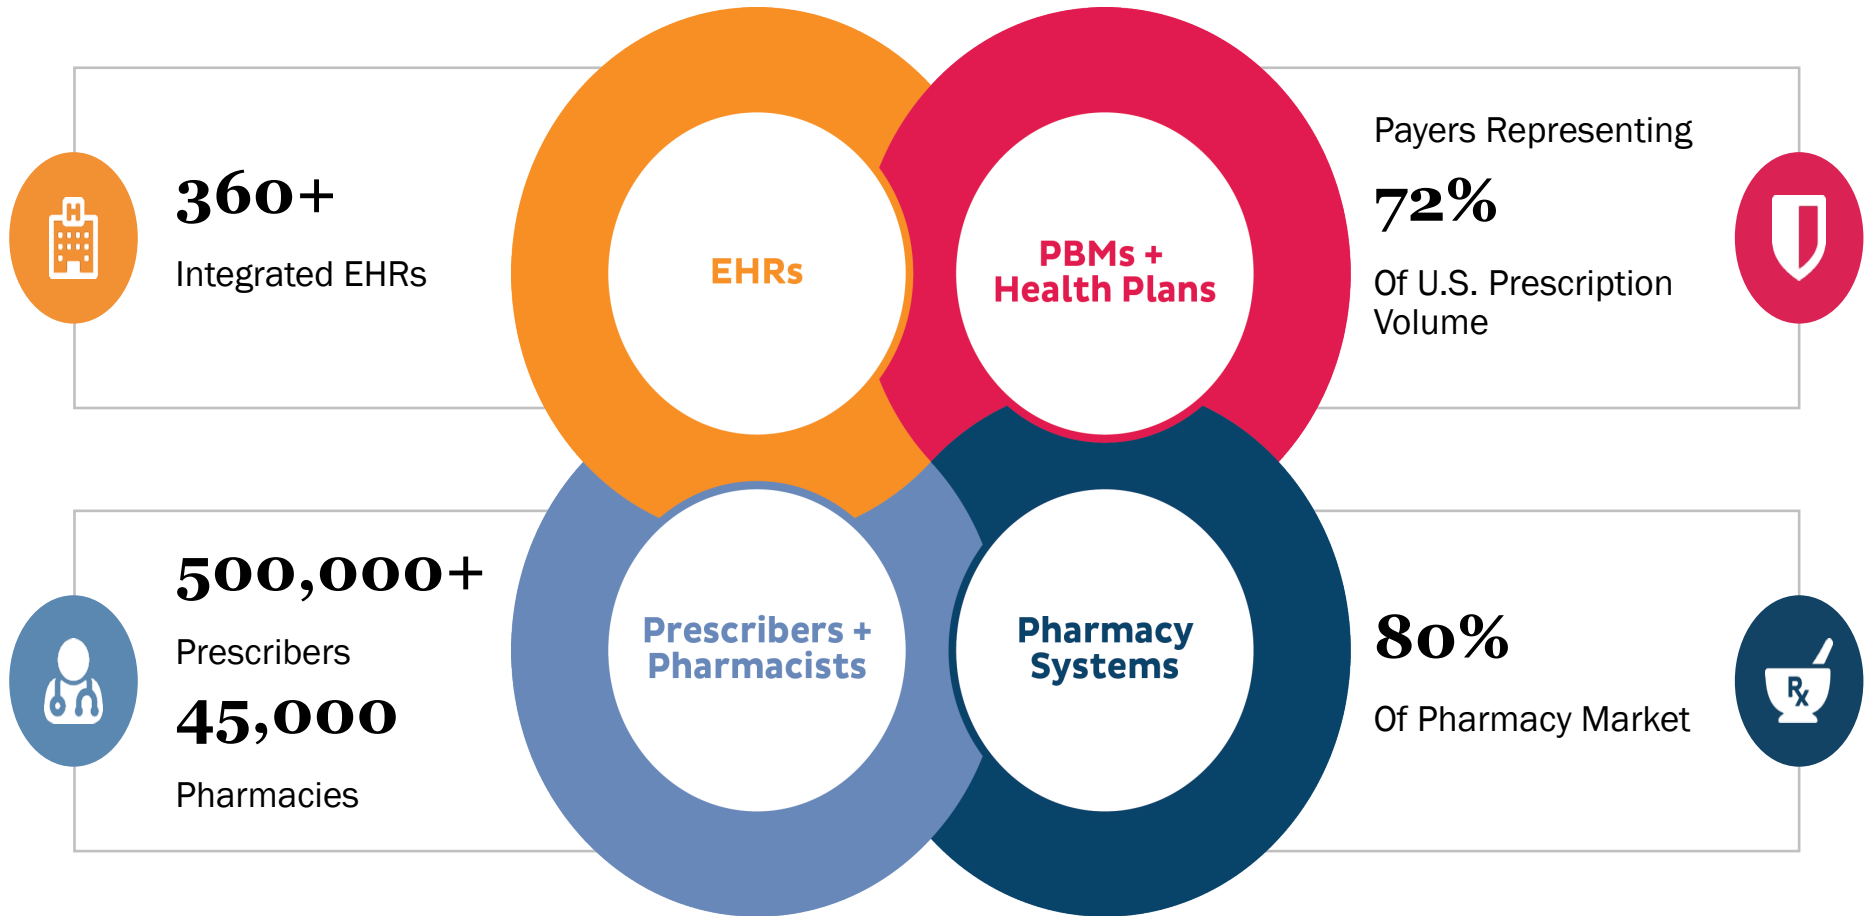 360+
Integrated EHRs
EHRs
PBMs +
Health Plans
Payers Representing
72%
Of U.S. Prescription
Volume
500,000+
Prescribers
45,000
Pharmacies
Prescribers +
Pharmacists
Pharmacy
Systems
80%
Of Pharmacy Market
H
Rx